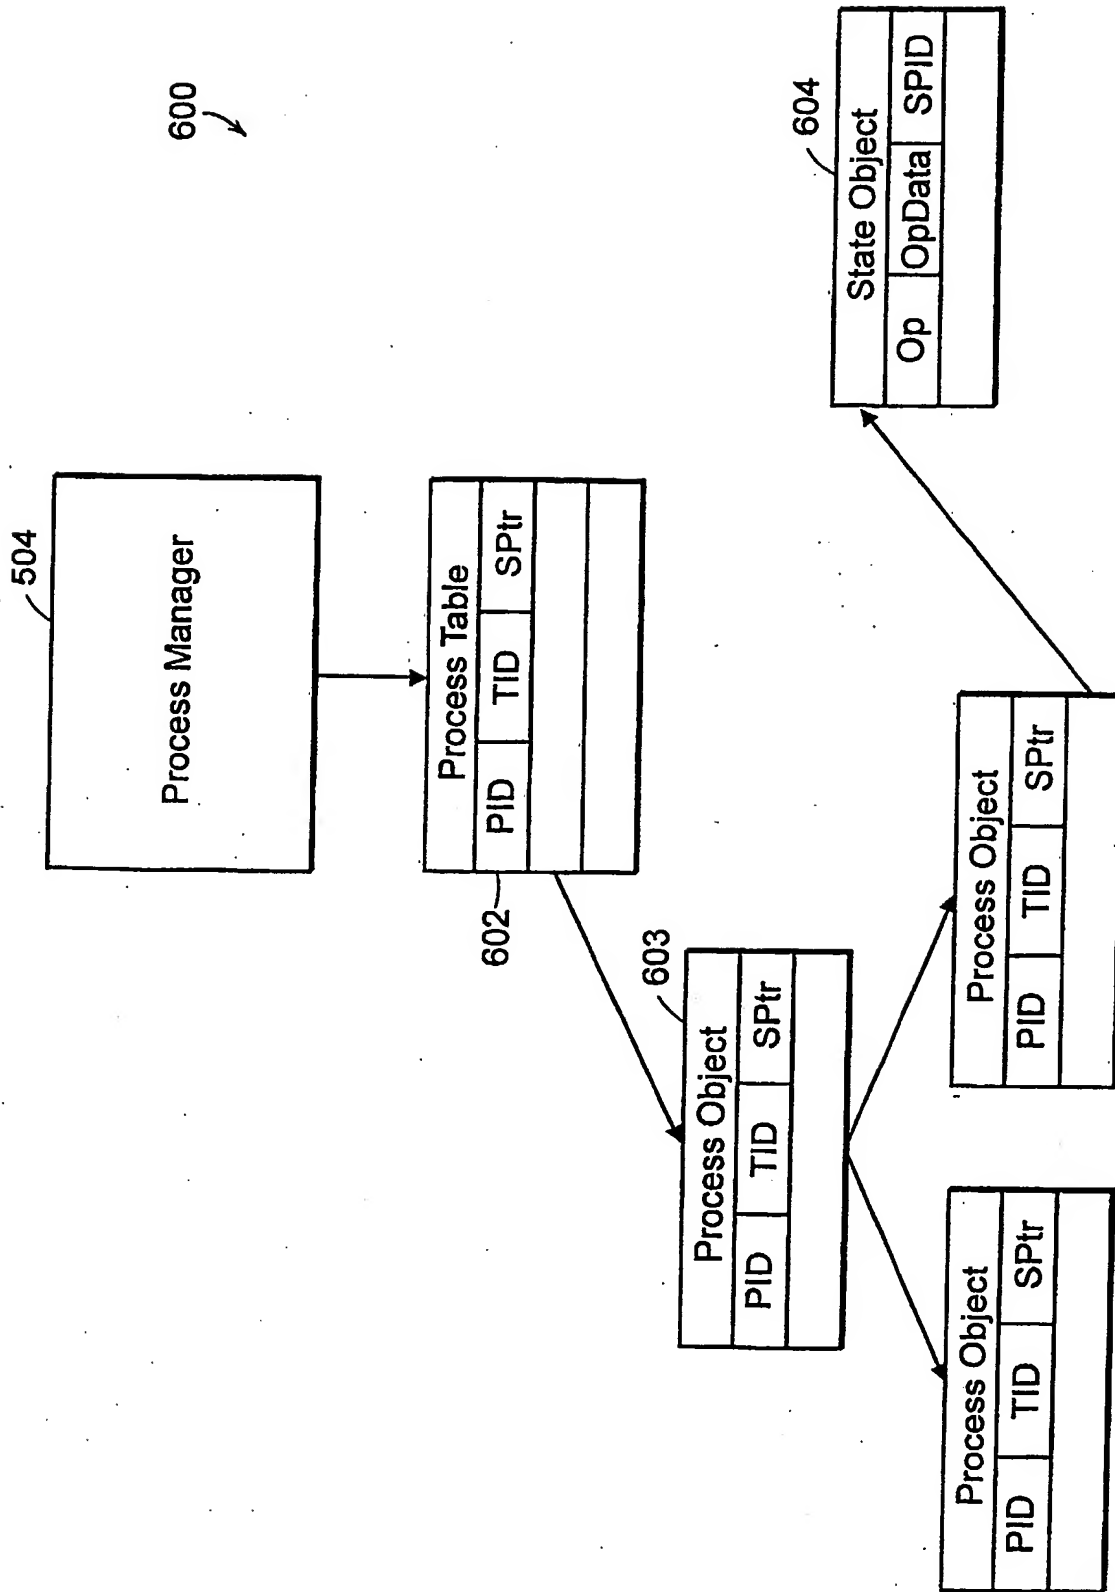 600
504
Process Manager
Process Table
PID TID SPtr
602
603
Process Object
PID TID SPtr
604
State Object
Op OpData SPID
Process Object
PID TID SPtr
Process Object
PID TID SPtr